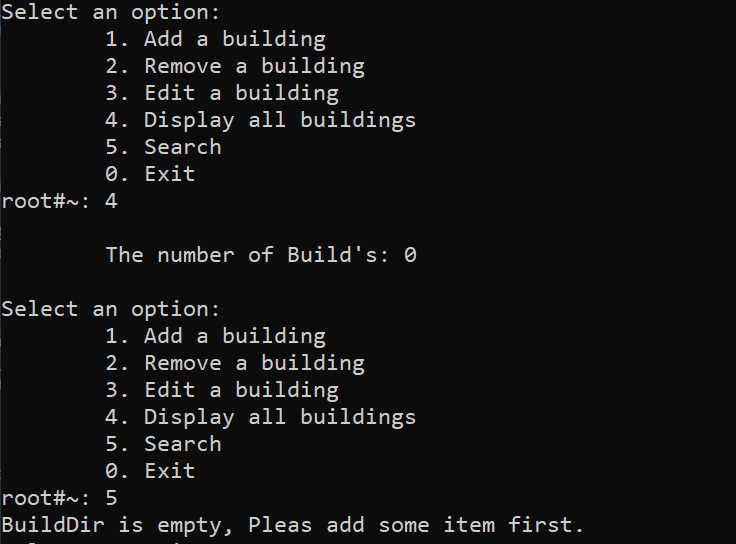 Select an option:
1. Add a building
2. Remove a building
3. Edit a building
4. Display all buildings
5. Search
0. Exit
root#~: 4
The number of Build's: 0
Select an option:
1. Add a building
2. Remove a building
3. Edit a building
4. Display all buildings
5. Search
0. Exit
root#~: 5
BuildDir is empty, Pleas add some item first.